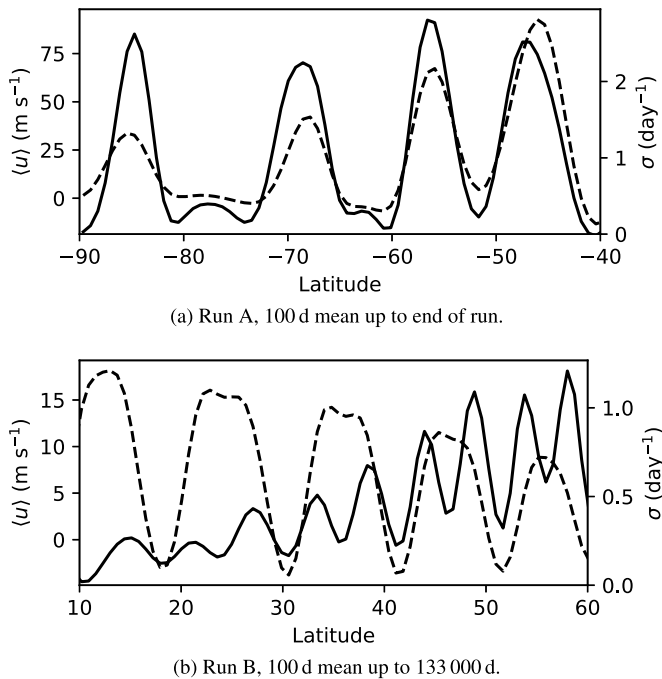 75
50
25
0
⟨u⟩ (m s⁻¹)
2
1
0
σ (day⁻¹)
−90 −80 −70 −60 −50 −40
Latitude
(a) Run A, 100 d mean up to end of run.
15
10
5
0
⟨u⟩ (m s⁻¹)
1.0
0.5
0.0
σ (day⁻¹)
10 20 30 40 50 60
Latitude
(b) Run B, 100 d mean up to 133 000 d.